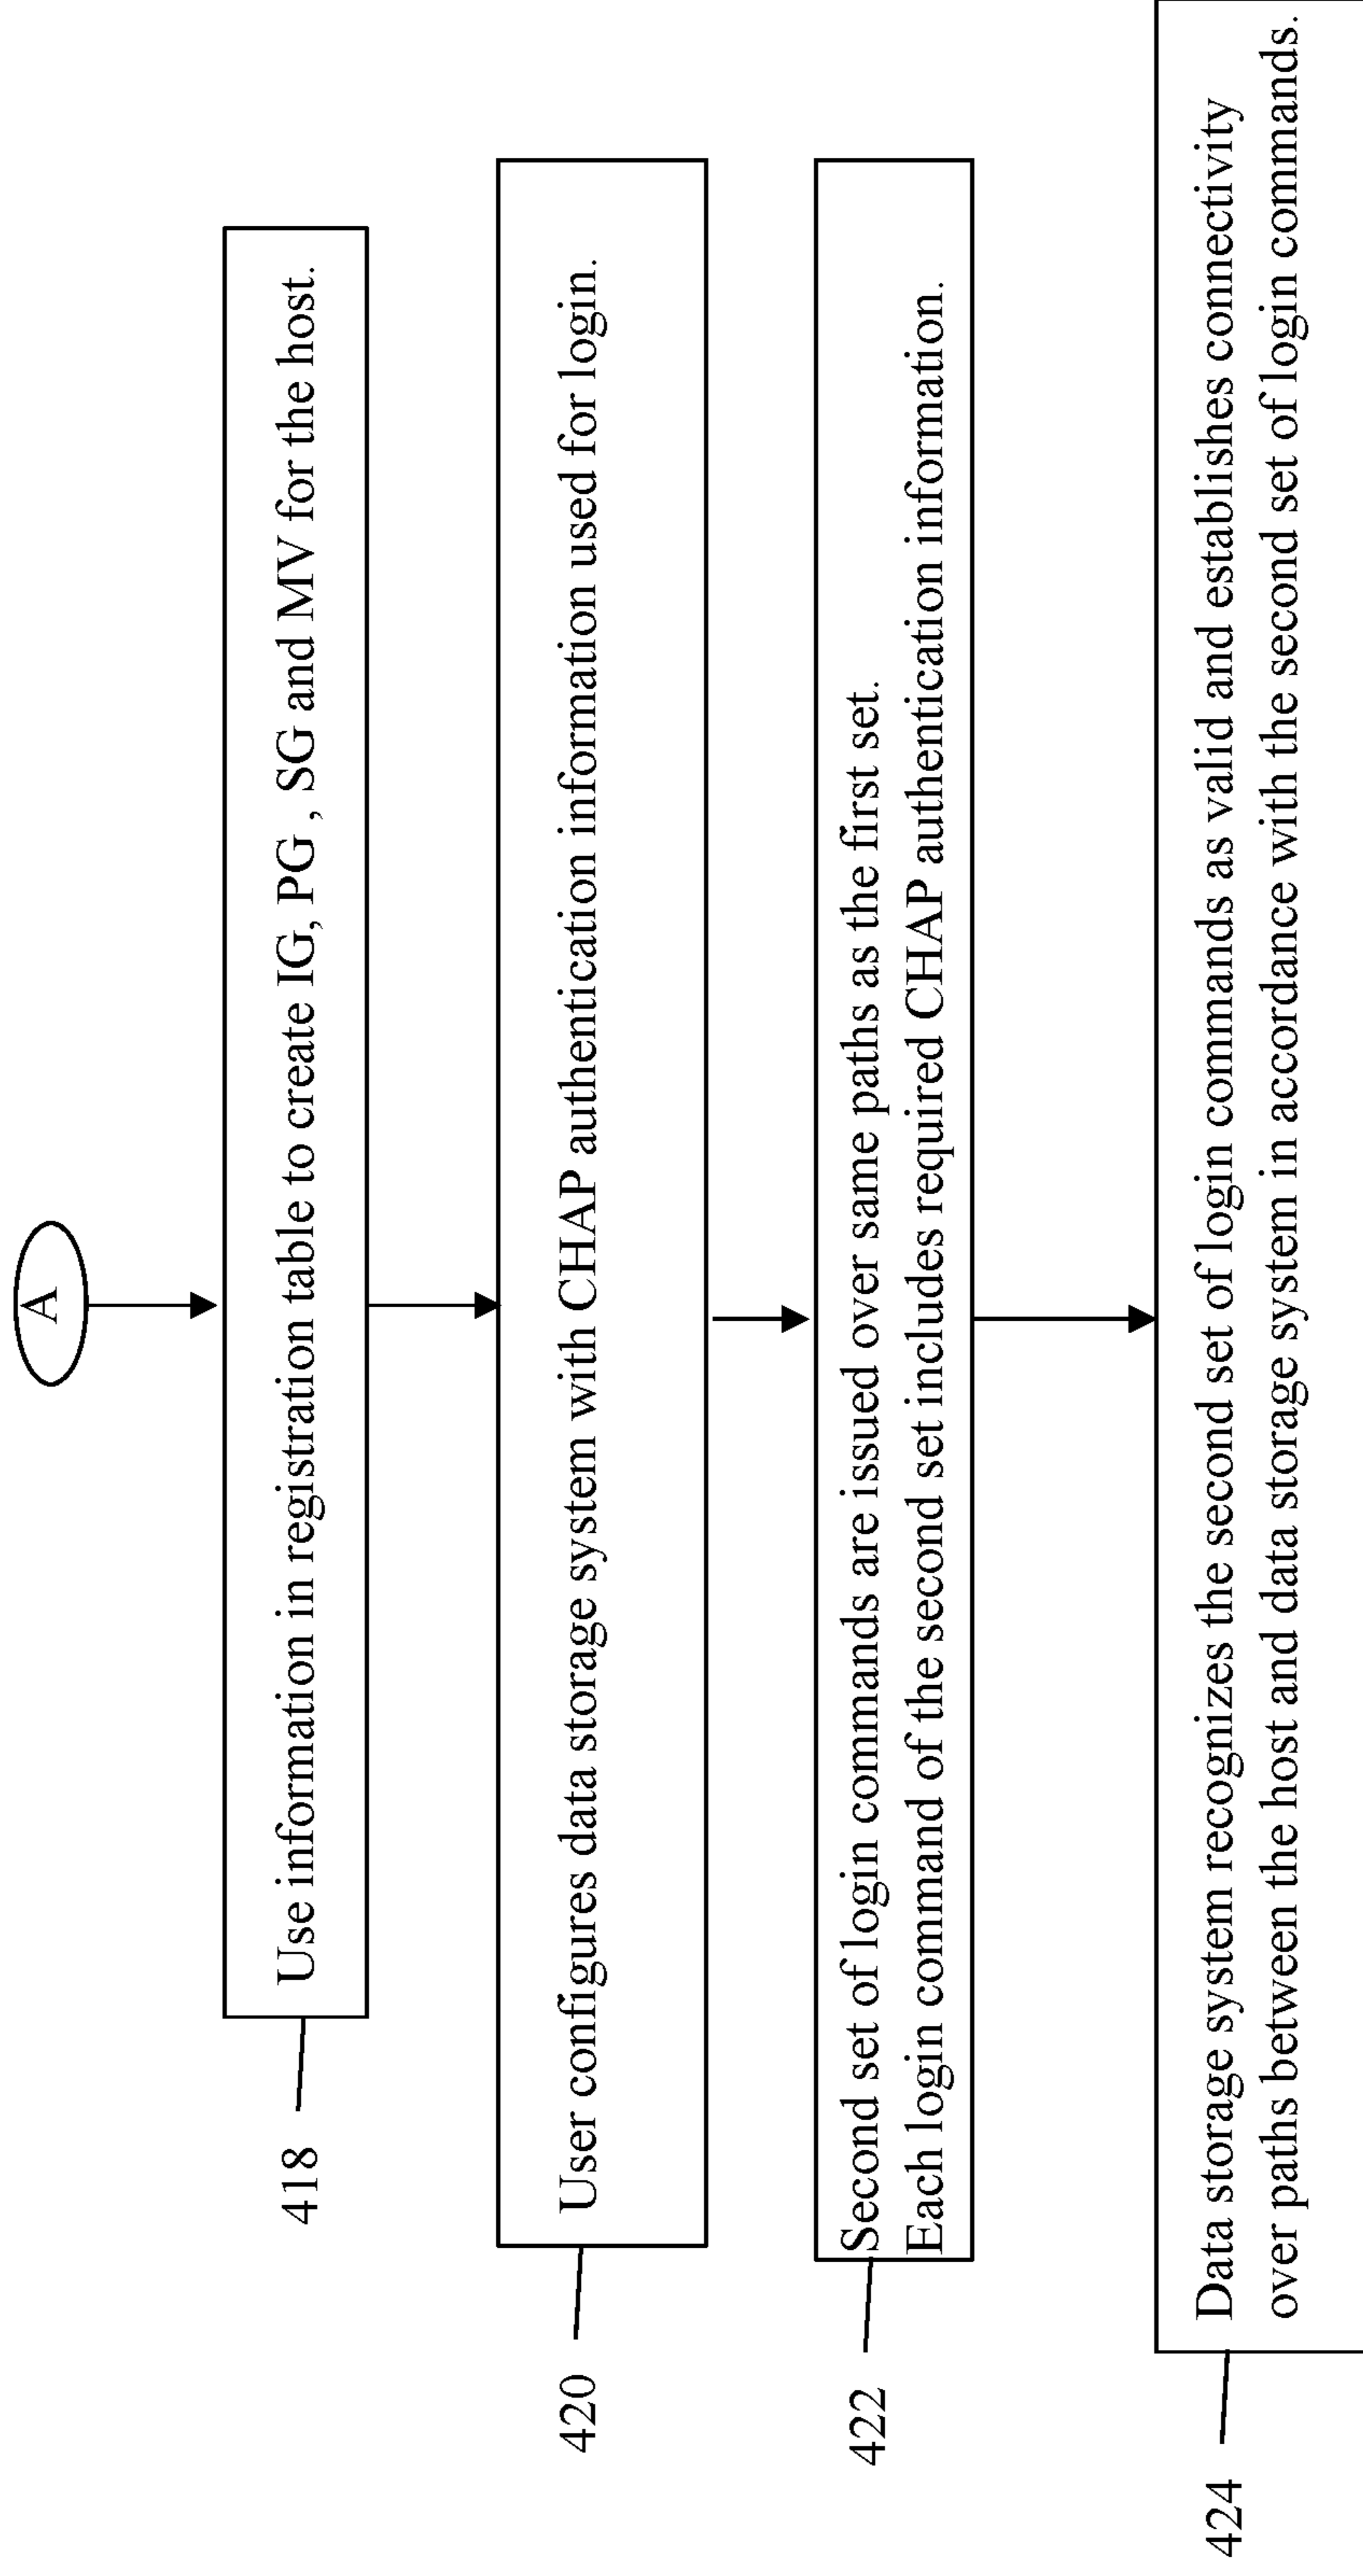 A
418
Use information in registration table to create IG, PG , SG and MV for the host.
420
User configures data storage system with CHAP authentication information used for login.
422
Second set of login commands are issued over same paths as the first set.
Each login command of the second set includes required CHAP authentication information.
424
Data storage system recognizes the second set of login commands as valid and establishes connectivity
over paths between the host and data storage system in accordance with the second set of login commands.